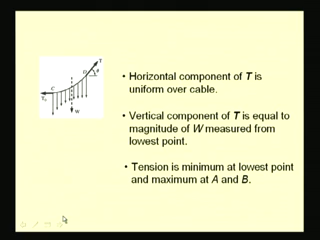 T
D
θ
C
T₀
W
• Horizontal component of T is
uniform over cable.
• Vertical component of T is equal to
magnitude of W measured from
lowest point.
• Tension is minimum at lowest point
and maximum at A and B.